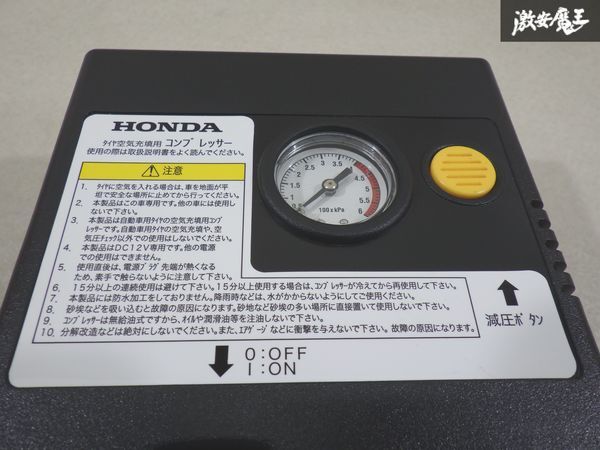 激安魔王
HONDA
タイヤ空気充填用 コンプレッサー
使用の際は取扱説明書をよく読んでください。
注意
1. タイヤに空気を入れる場合は、車を地面が平
坦で安全な場所に止めてから行ってください。
2. 本製品はこの車専用です。他の車には使用し
ないで下さい。
3. 本製品は自動車用タイヤの空気充填用コンプ
レッサーです。自動車用タイヤの空気充填や、空
気圧チェック以外での使用はしないでください。
4. 本製品はDC12V専用です。他の電源
での使用はできません。
5. 使用直後は、電源プラグ先端が熱くなる
ため、素手で触らないように注意して下さい。
6. 15分以上の連続使用は避けて下さい。15分以上使用する場合は、コンプレッサーが冷えてから再使用して下さい。
7. 本製品には防水加工をしておりません。降雨時などは、水がかからないようにしてご使用ください。
8. 砂埃などを吸い込むと故障の原因になります。砂地など砂埃の多い場所に直接置いて使用しないで下さい。
9. コンプレッサーは無給油式ですから、オイルや潤滑油等を注油しないで下さい。
10. 分解改造などは絶対にしないでください。また、エアゲージなどに衝撃を与えないで下さい。故障の原因になります。
0.5 1 1.5 2 2.5 3 3.5 4 4.5 5 5.5 6
100 x kPa
減圧ボタン
O:OFF
I:ON